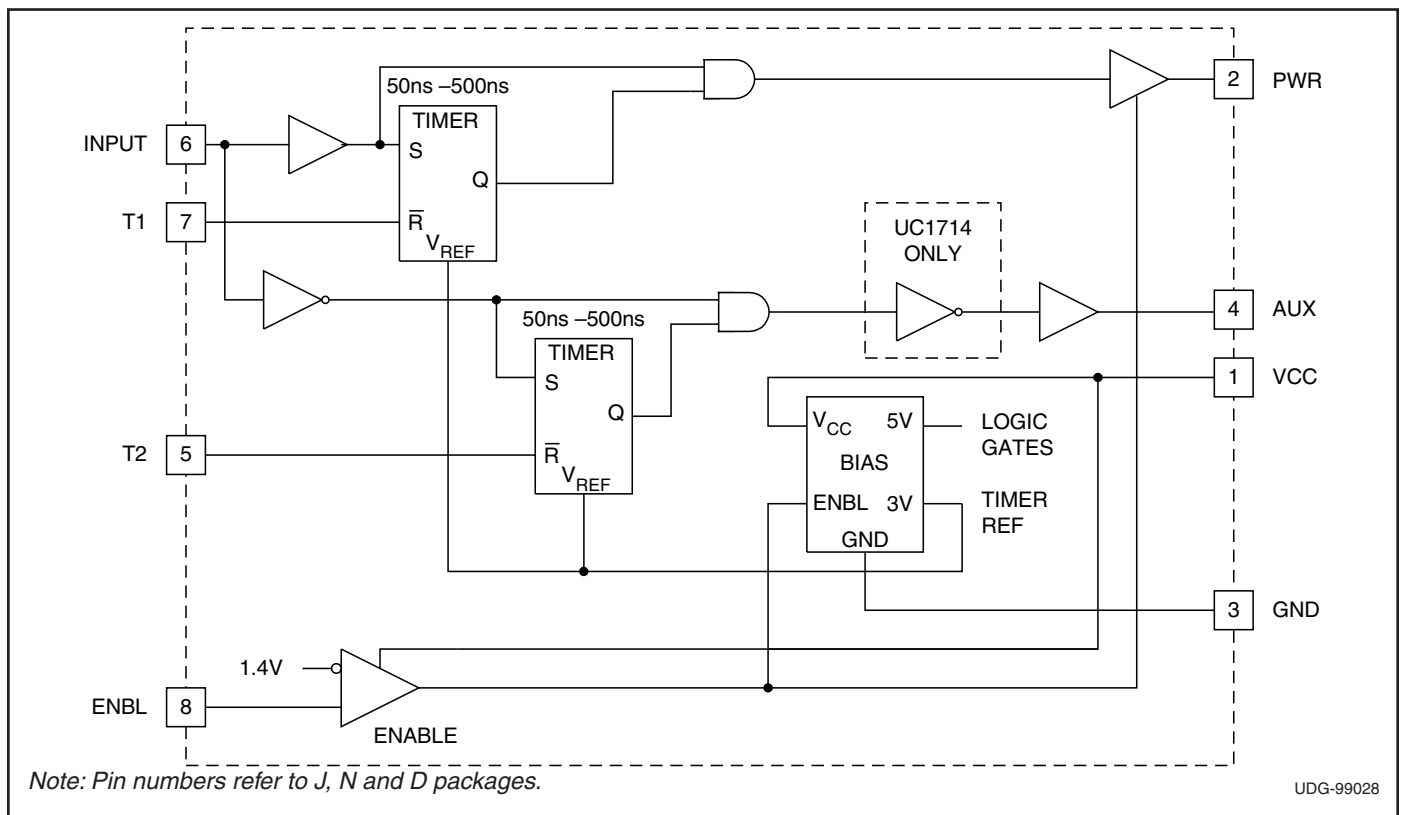 50ns –500ns
TIMER
S
Q
R
VREF
INPUT
6
T1
7
2
PWR
UC1714
ONLY
50ns –500ns
TIMER
S
Q
R
VREF
4
AUX
1
VCC
T2
5
VCC
5V
BIAS
ENBL
3V
GND
LOGIC
GATES
TIMER
REF
3
GND
1.4V
ENBL
8
ENABLE
Note: Pin numbers refer to J, N and D packages.
UDG-99028